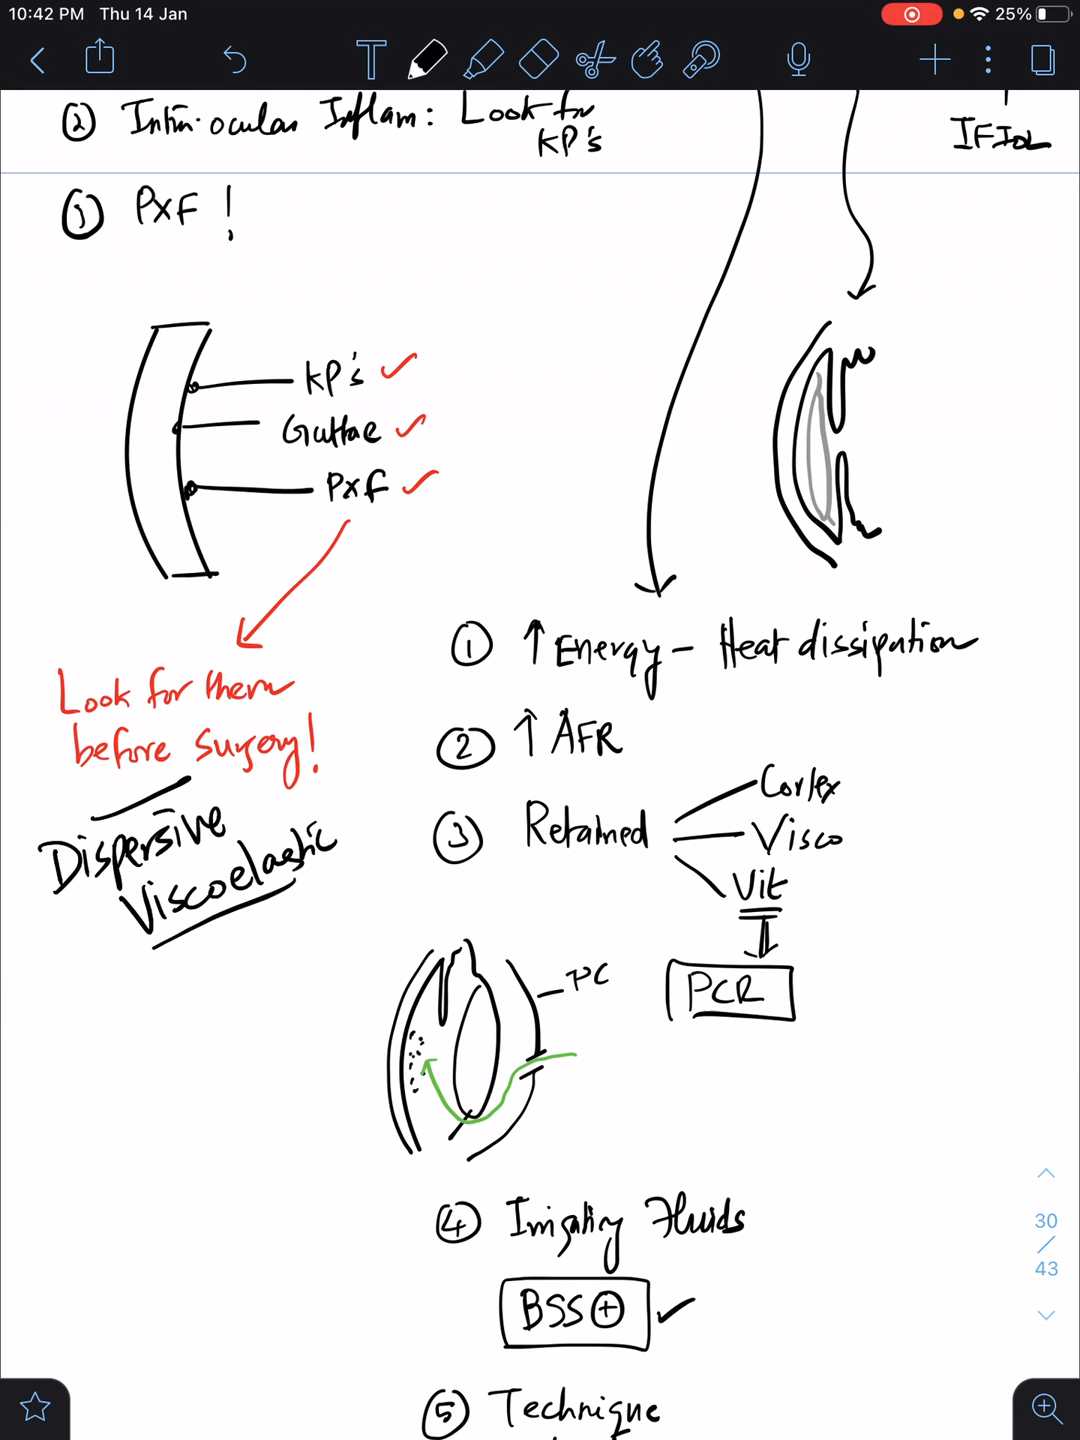 10:42 PM Thu 14 Jan
25%
② Intra-ocular Inflam: Look for
KP's
IFIOL
③ PXF !
KP's ✓
Guttae ✓
PXF ✓
Look for them
before Surgery!
Dispersive
Viscoelastic
① ↑ Energy - Heat dissipation
② ↑ AFR
③ Retained
Cortex
Visco
Vit
PCR
PC
④ Irrigating Fluids
BSS⊕ ✓
⑤ Technique
30
/
43